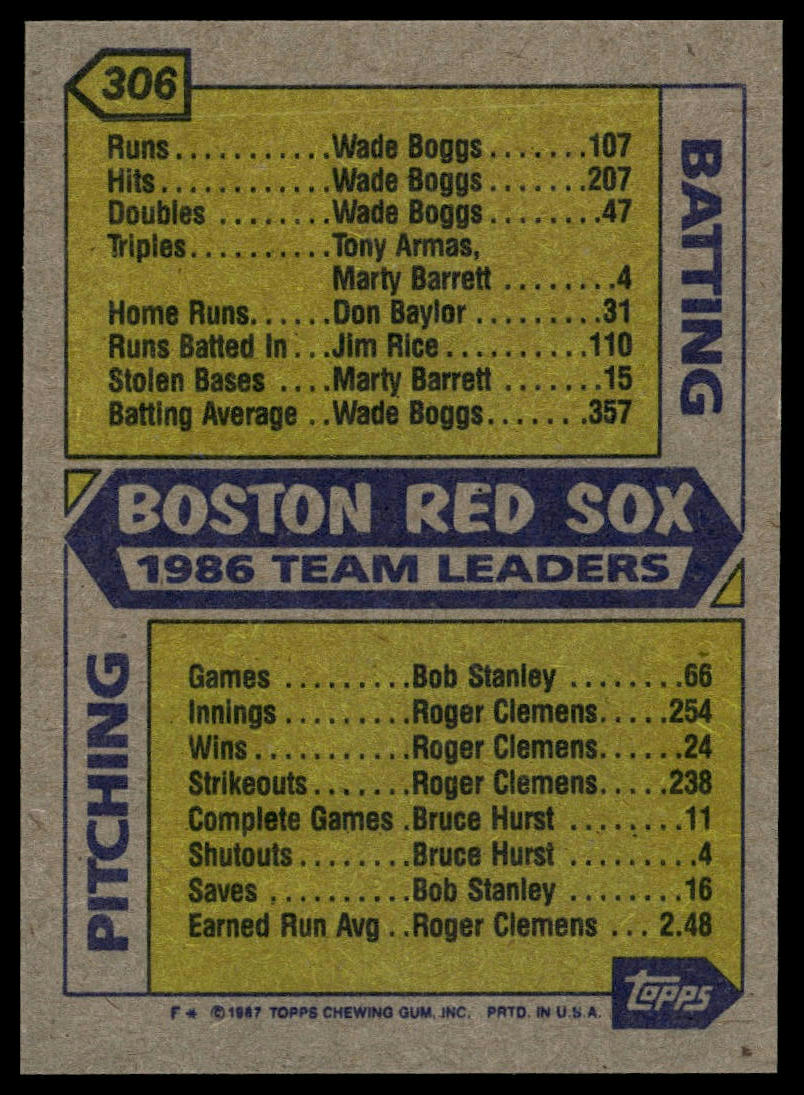 306
Runs...........Wade Boggs.......107
Hits............Wade Boggs.......207
Doubles ........Wade Boggs........47
Triples..........Tony Armas,
Marty Barrett ........4
Home Runs......Don Baylor .........31
Runs Batted In...Jim Rice..........110
Stolen Bases ....Marty Barrett .......15
Batting Average ..Wade Boggs.......357
BATTING
BOSTON RED SOX
1986 TEAM LEADERS
PITCHING
Games .........Bob Stanley ........66
Innings .........Roger Clemens.....254
Wins...........Roger Clemens......24
Strikeouts.......Roger Clemens.....238
Complete Games .Bruce Hurst ........11
Shutouts........Bruce Hurst .........4
Saves ..........Bob Stanley ........16
Earned Run Avg ..Roger Clemens ... 2.48
topps
F* ©1987 TOPPS CHEWING GUM, INC. PRTD. IN U.S.A.